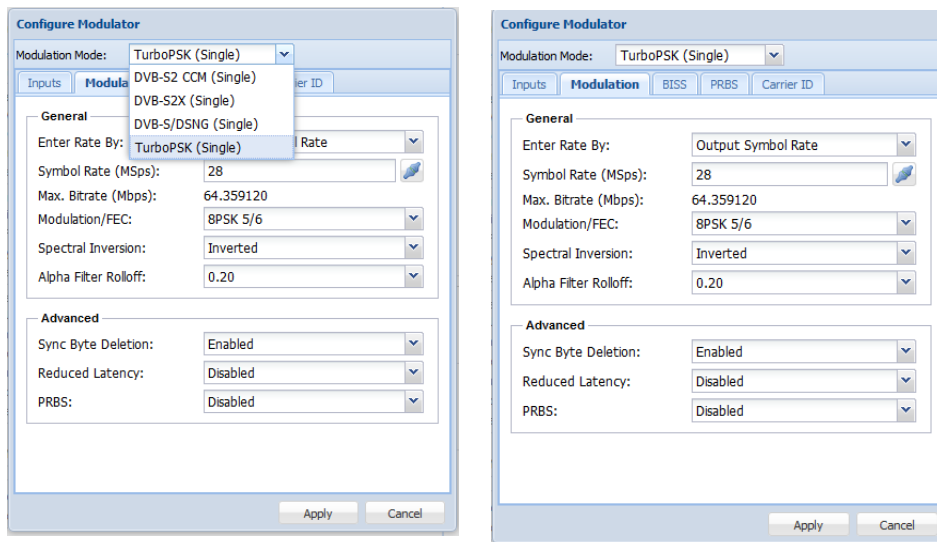 Configure Modulator
Modulation Mode: TurboPSK (Single)
DVB-S2 CCM (Single)
DVB-S2X (Single)
DVB-S/DSNG (Single)
TurboPSK (Single)
Inputs Modula ier ID
General
Enter Rate By: l Rate
Symbol Rate (MSps): 28
Max. Bitrate (Mbps): 64.359120
Modulation/FEC: 8PSK 5/6
Spectral Inversion: Inverted
Alpha Filter Rolloff: 0.20
Advanced
Sync Byte Deletion: Enabled
Reduced Latency: Disabled
PRBS: Disabled
Apply Cancel
Configure Modulator
Modulation Mode: TurboPSK (Single)
Inputs Modulation BISS PRBS Carrier ID
General
Enter Rate By: Output Symbol Rate
Symbol Rate (MSps): 28
Max. Bitrate (Mbps): 64.359120
Modulation/FEC: 8PSK 5/6
Spectral Inversion: Inverted
Alpha Filter Rolloff: 0.20
Advanced
Sync Byte Deletion: Enabled
Reduced Latency: Disabled
PRBS: Disabled
Apply Cancel